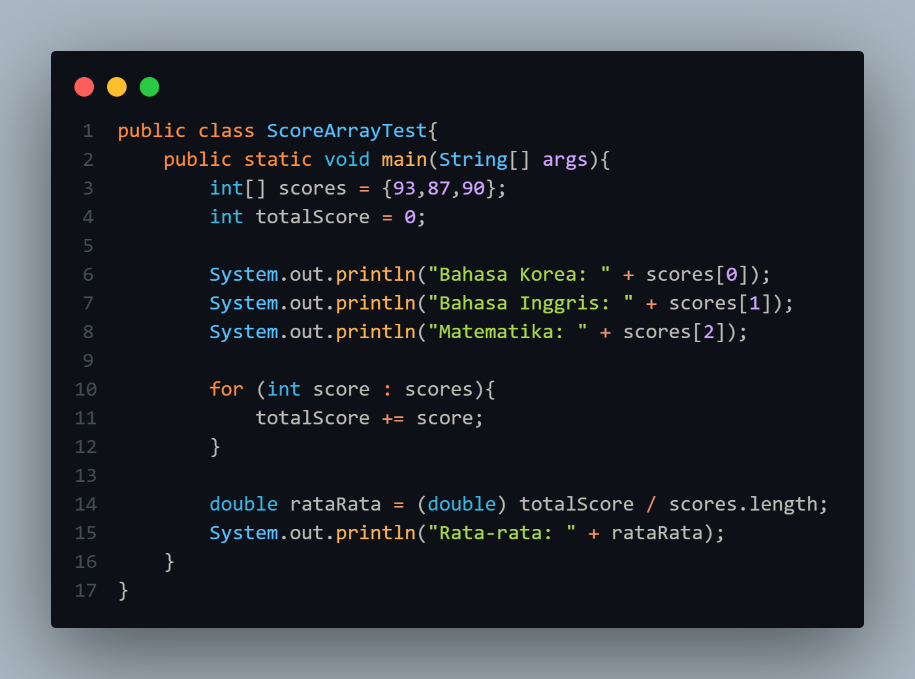 1 public class ScoreArrayTest{
2     public static void main(String[] args){
3         int[] scores = {93,87,90};
4         int totalScore = 0;
5
6         System.out.println("Bahasa Korea: " + scores[0]);
7         System.out.println("Bahasa Inggris: " + scores[1]);
8         System.out.println("Matematika: " + scores[2]);
9
10         for (int score : scores){
11             totalScore += score;
12         }
13
14         double rataRata = (double) totalScore / scores.length;
15         System.out.println("Rata-rata: " + rataRata);
16     }
17 }